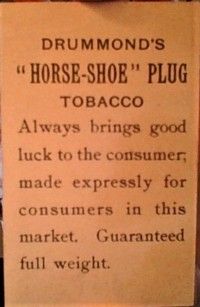 DRUMMOND'S
"HORSE-SHOE" PLUG
TOBACCO
Always brings good
luck to the consumer;
made expressly for
consumers in this
market. Guaranteed
full weight.